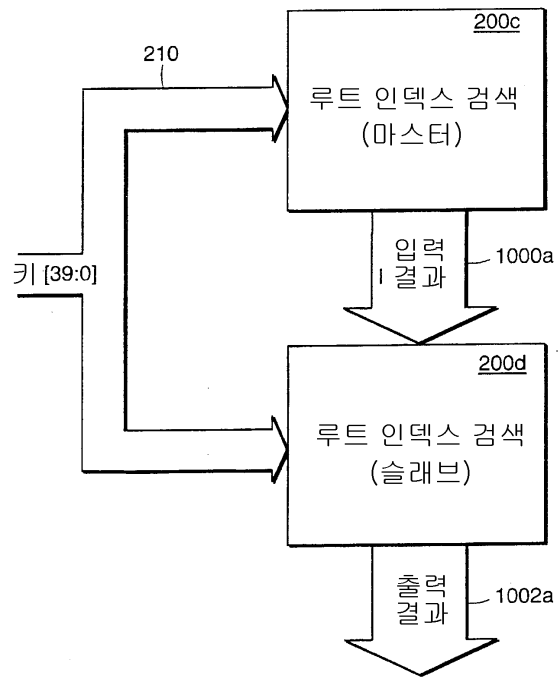 200c
210
루트 인덱스 검색
(마스터)
키 [39:0]
입력
결과
1000a
200d
루트 인덱스 검색
(슬래브)
출력
결과
1002a